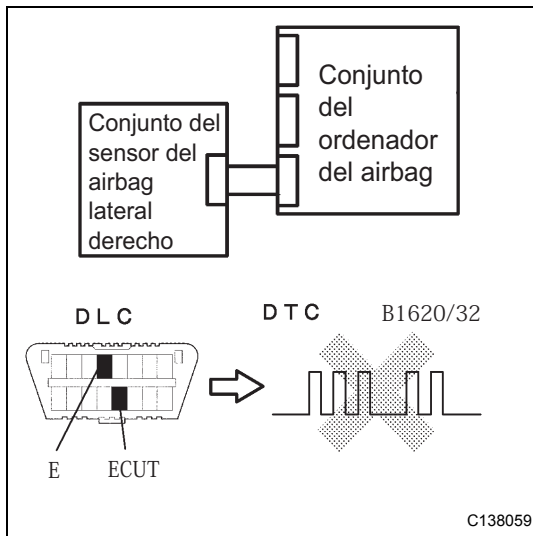 Conjunto
del
ordenador
del airbag
Conjunto del
sensor del
airbag
lateral
derecho
DLC
DTC
B1620/32
E
ECUT
C138059